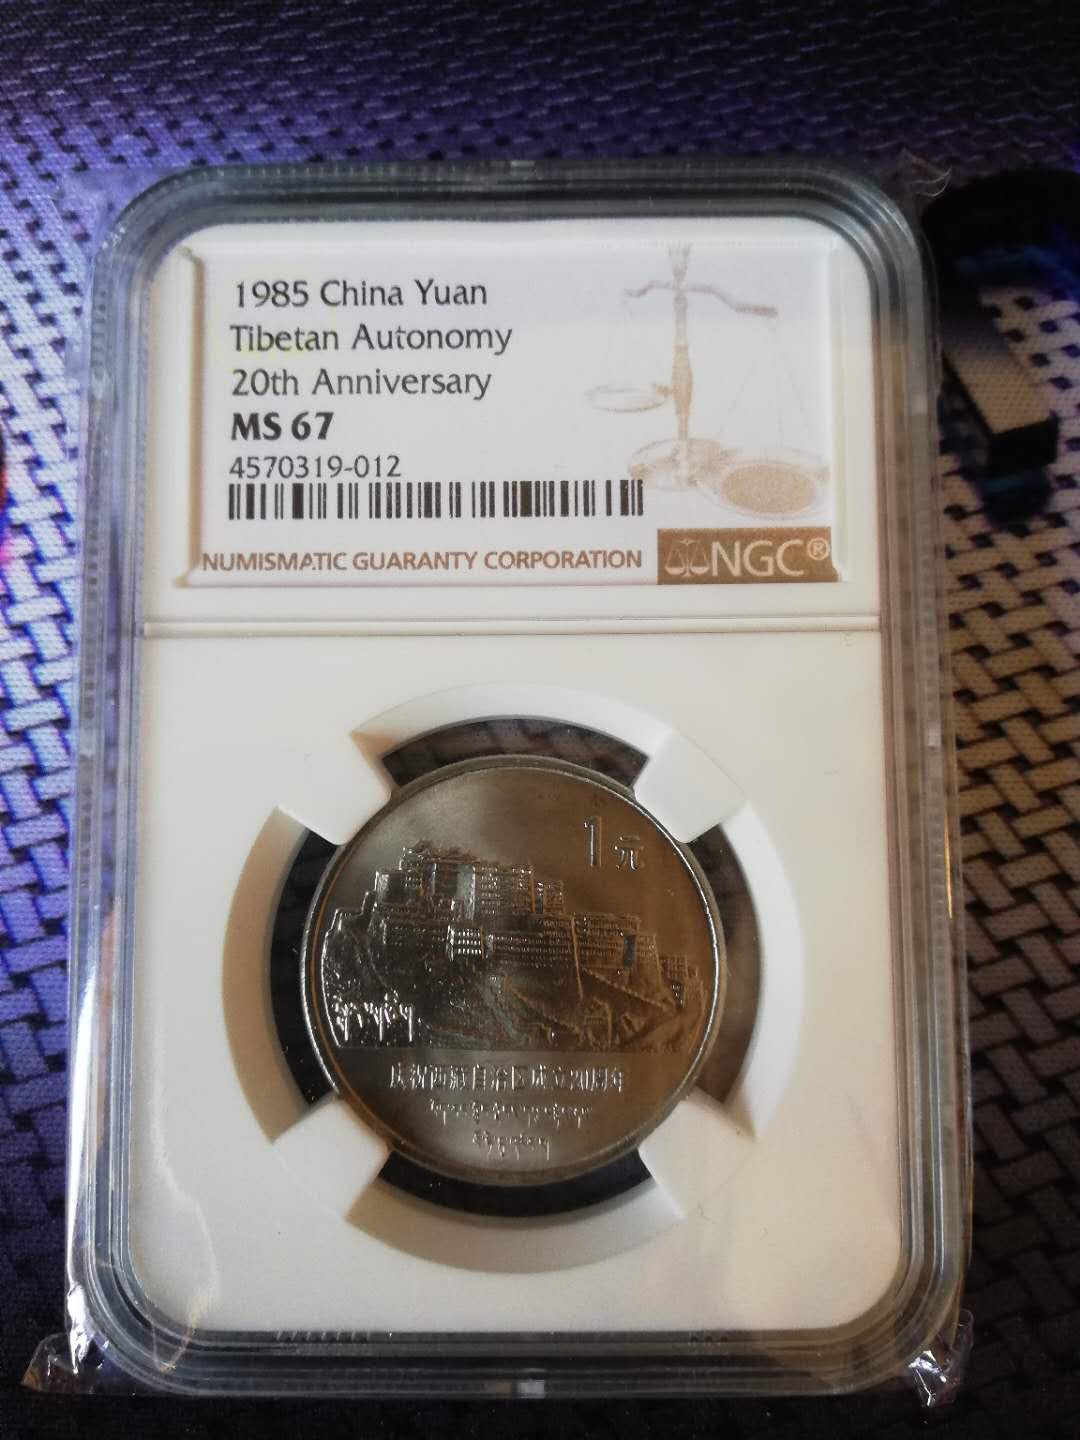 1985 China Yuan
Tibetan Autonomy
20th Anniversary
MS 67
4570319-012
NUMISMATIC GUARANTY CORPORATION
NGC®
1元
庆祝西藏自治区成立20周年